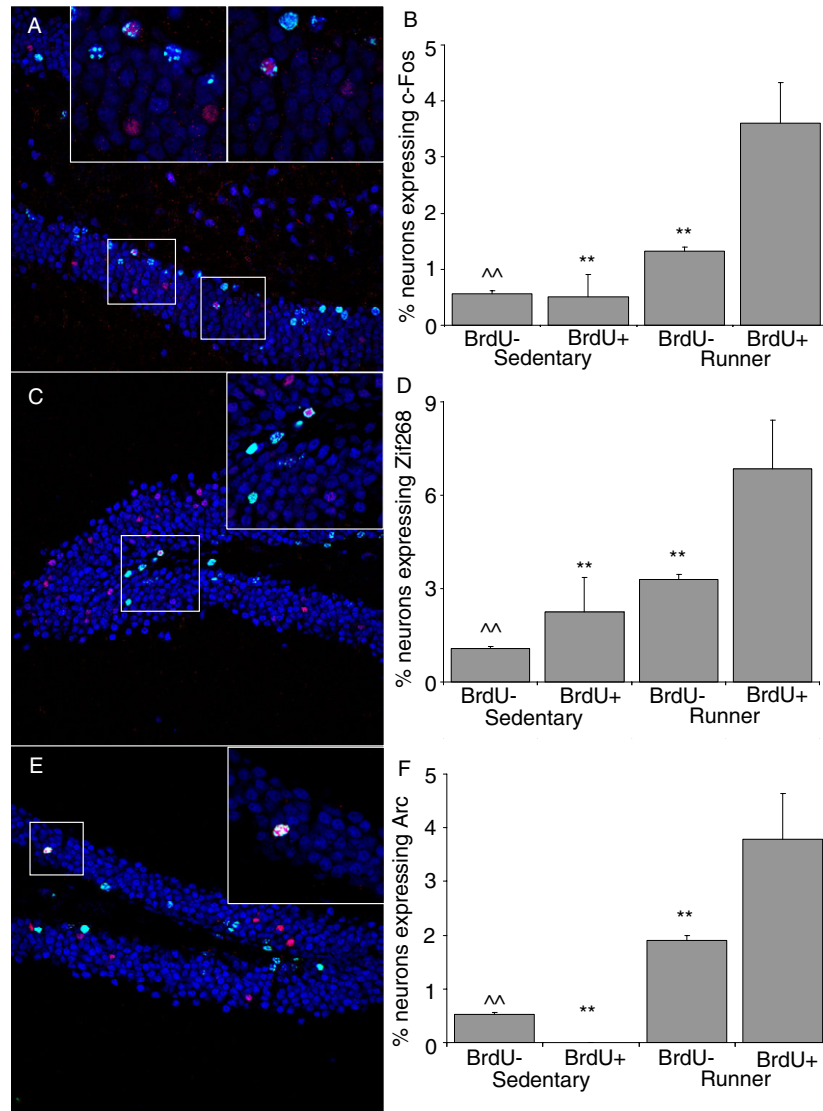 A
B
% neurons expressing c-Fos
5
4
3
2
1
0
^^
**
**
BrdU- BrdU+ BrdU- BrdU+
Sedentary Runner
C
D
% neurons expressing Zif268
9
6
3
0
^^
**
**
BrdU- BrdU+ BrdU- BrdU+
Sedentary Runner
E
F
% neurons expressing Arc
5
4
3
2
1
0
^^
**
**
BrdU- BrdU+ BrdU- BrdU+
Sedentary Runner